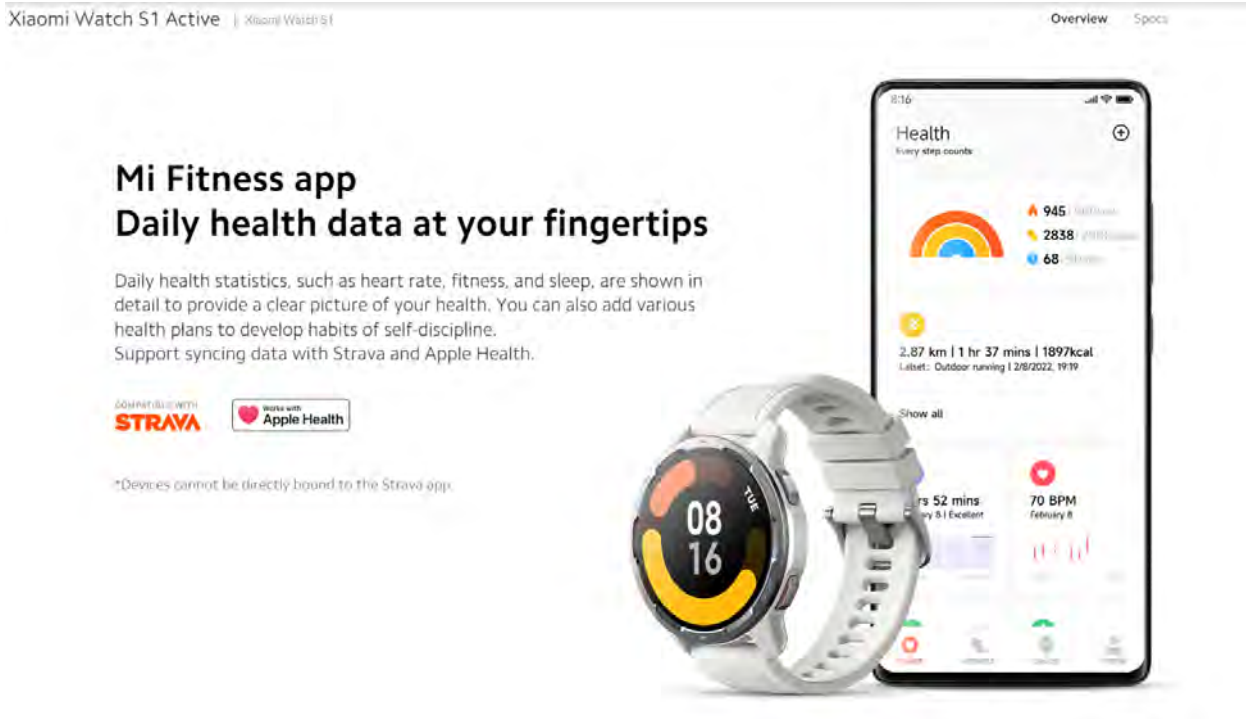 Xiaomi Watch S1 Active | Xiaomi Watch S1
Overview Specs
Mi Fitness app
Daily health data at your fingertips
Daily health statistics, such as heart rate, fitness, and sleep, are shown in
detail to provide a clear picture of your health. You can also add various
health plans to develop habits of self-discipline.
Support syncing data with Strava and Apple Health.
COMPATIBLE WITH
STRAVA
Works with
Apple Health
*Devices cannot be directly bound to the Strava app.
8:16
Health
Every step counts
945
2838
68
2.87 km | 1 hr 37 mins | 1897kcal
Latset: Outdoor running | 2/8/2022, 19:19
Show all
rs 52 mins
ry 8 | Excellent
70 BPM
February 8
TUE
08
16